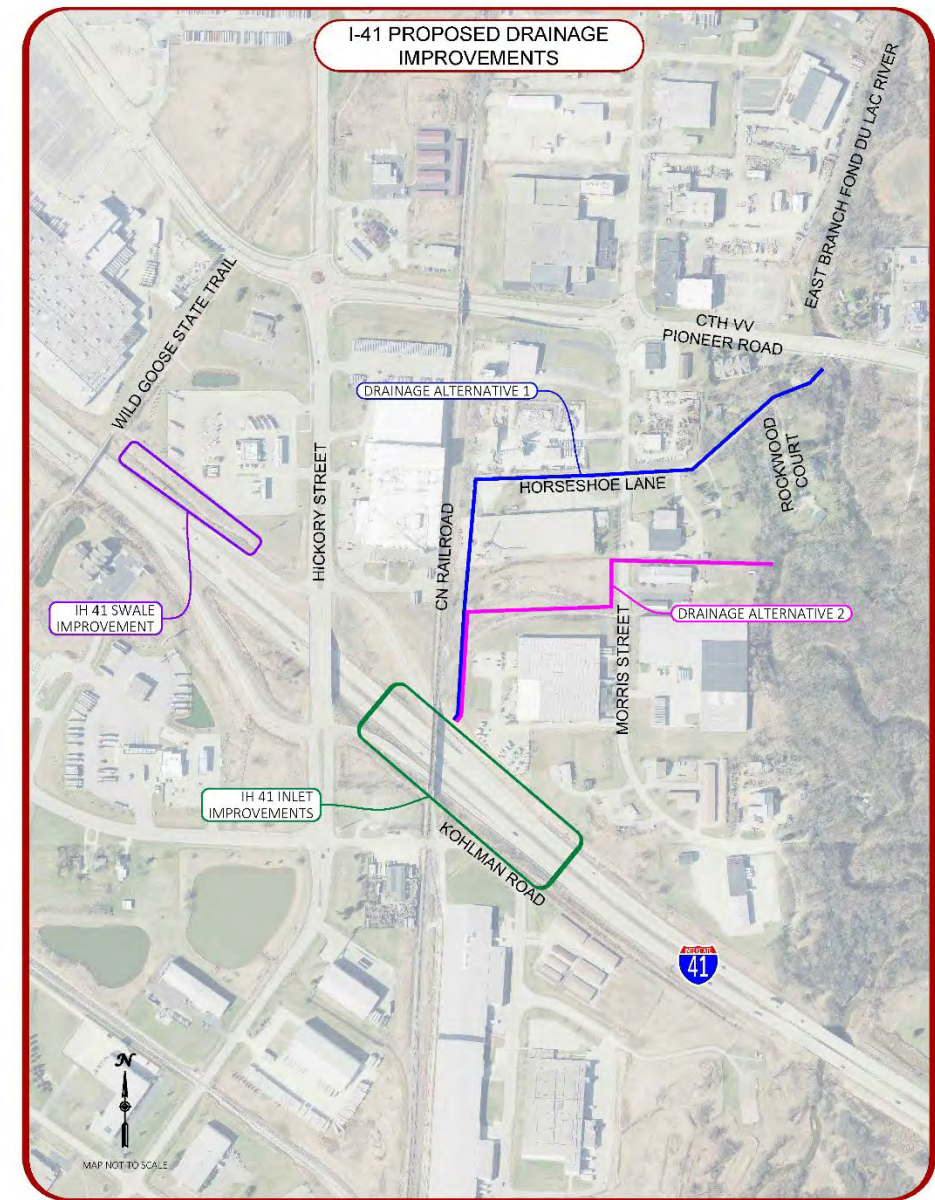 I-41 PROPOSED DRAINAGE
IMPROVEMENTS
EAST BRANCH FOND DU LAC RIVER
WILD GOOSE STATE TRAIL
CTH VV
PIONEER ROAD
DRAINAGE ALTERNATIVE 1
HORSESHOE LANE
ROCKWOOD
COURT
HICKORY STREET
CN RAILROAD
IH 41 SWALE
IMPROVEMENT
DRAINAGE ALTERNATIVE 2
MORRIS STREET
IH 41 INLET
IMPROVEMENTS
KOHLMAN ROAD
41
N
MAP NOT TO SCALE